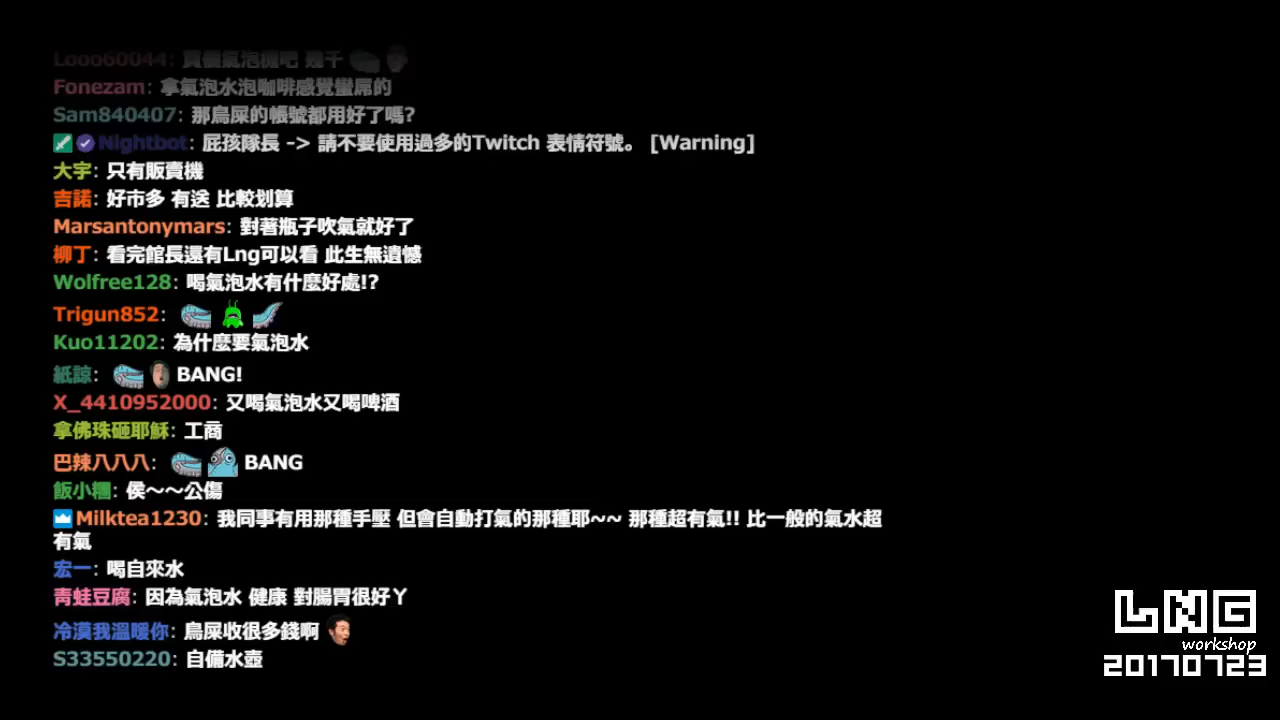 Looo60044: 買個氣泡機吧 幾千
Fonezam: 拿氣泡水泡咖啡感覺蠻屌的
Sam840407: 那鳥屎的帳號都用好了嗎?
Nightbot: 屁孩隊長 -> 請不要使用過多的Twitch 表情符號。 [Warning]
大宇: 只有販賣機
吉諾: 好市多 有送 比較划算
Marsantonymars: 對著瓶子吹氣就好了
柳丁: 看完館長還有Lng可以看 此生無遺憾
Wolfree128: 喝氣泡水有什麼好處!?
Trigun852:
Kuo11202: 為什麼要氣泡水
紙諒: BANG!
X_4410952000: 又喝氣泡水又喝啤酒
拿佛珠砸耶穌: 工商
巴辣八八八: BANG
飯小糰: 侯～～公傷
Milktea1230: 我同事有用那種手壓 但會自動打氣的那種耶~~ 那種超有氣!! 比一般的氣水超
有氣
宏一: 喝自來水
青蛙豆腐: 因為氣泡水 健康 對腸胃很好ㄚ
冷漠我溫暖你: 鳥屎收很多錢啊
S33550220: 自備水壺
LNG
workshop
20170723